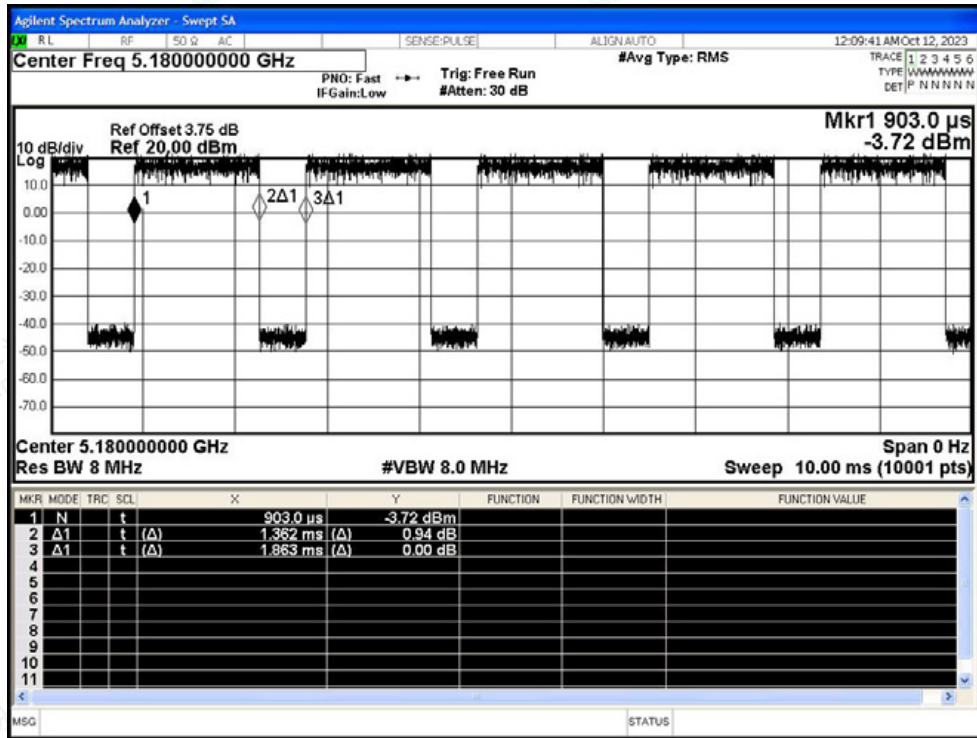 Agilent Spectrum Analyzer - Swept SA
RL RF 50 Ω AC SENSE:PULSE ALIGN AUTO 12:09:41 AM Oct 12, 2023
Center Freq 5.180000000 GHz
#Avg Type: RMS
TRACE 1 2 3 4 5 6
PNO: Fast Trig: Free Run
TYPE WWWWWW
IFGain:Low #Atten: 30 dB
DET P N N N N N
Mkr1 903.0 µs
Ref Offset 3.75 dB
-3.72 dBm
10 dB/div Ref 20.00 dBm
Log
10.0
1 2Δ1 3Δ1
0.00
-10.0
-20.0
-30.0
-40.0
-50.0
-60.0
-70.0
Center 5.180000000 GHz Span 0 Hz
Res BW 8 MHz #VBW 8.0 MHz Sweep 10.00 ms (10001 pts)
MKR MODE TRC SCL X Y FUNCTION FUNCTION WIDTH FUNCTION VALUE
1 N t 903.0 µs -3.72 dBm
2 Δ1 t (Δ) 1.362 ms (Δ) 0.94 dB
3 Δ1 t (Δ) 1.863 ms (Δ) 0.00 dB
4
5
6
7
8
9
10
11
MSG STATUS